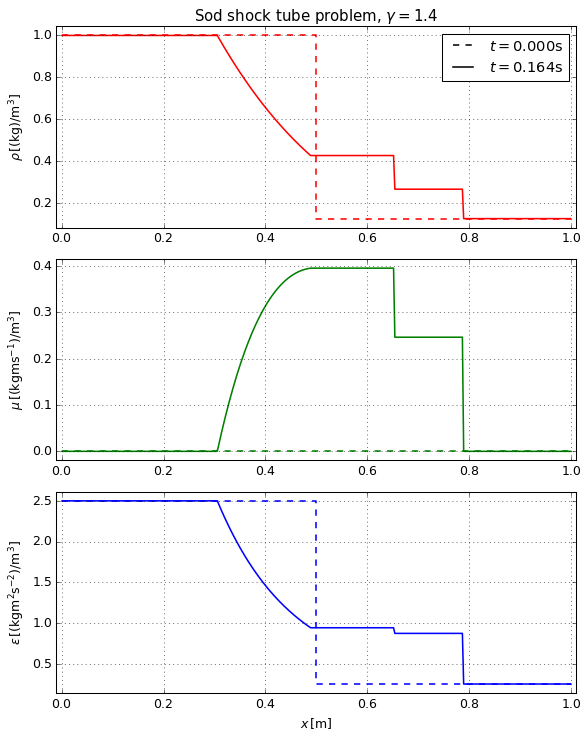 Sod shock tube problem, γ = 1.4
ρ [(kg)/m³]
1.0
0.8
0.6
0.4
0.2
t = 0.000s
t = 0.164s
0.0 0.2 0.4 0.6 0.8 1.0
μ [(kgms⁻¹)/m³]
0.4
0.3
0.2
0.1
0.0
0.0 0.2 0.4 0.6 0.8 1.0
ε [(kgm²s⁻²)/m³]
2.5
2.0
1.5
1.0
0.5
0.0 0.2 0.4 0.6 0.8 1.0
x [m]